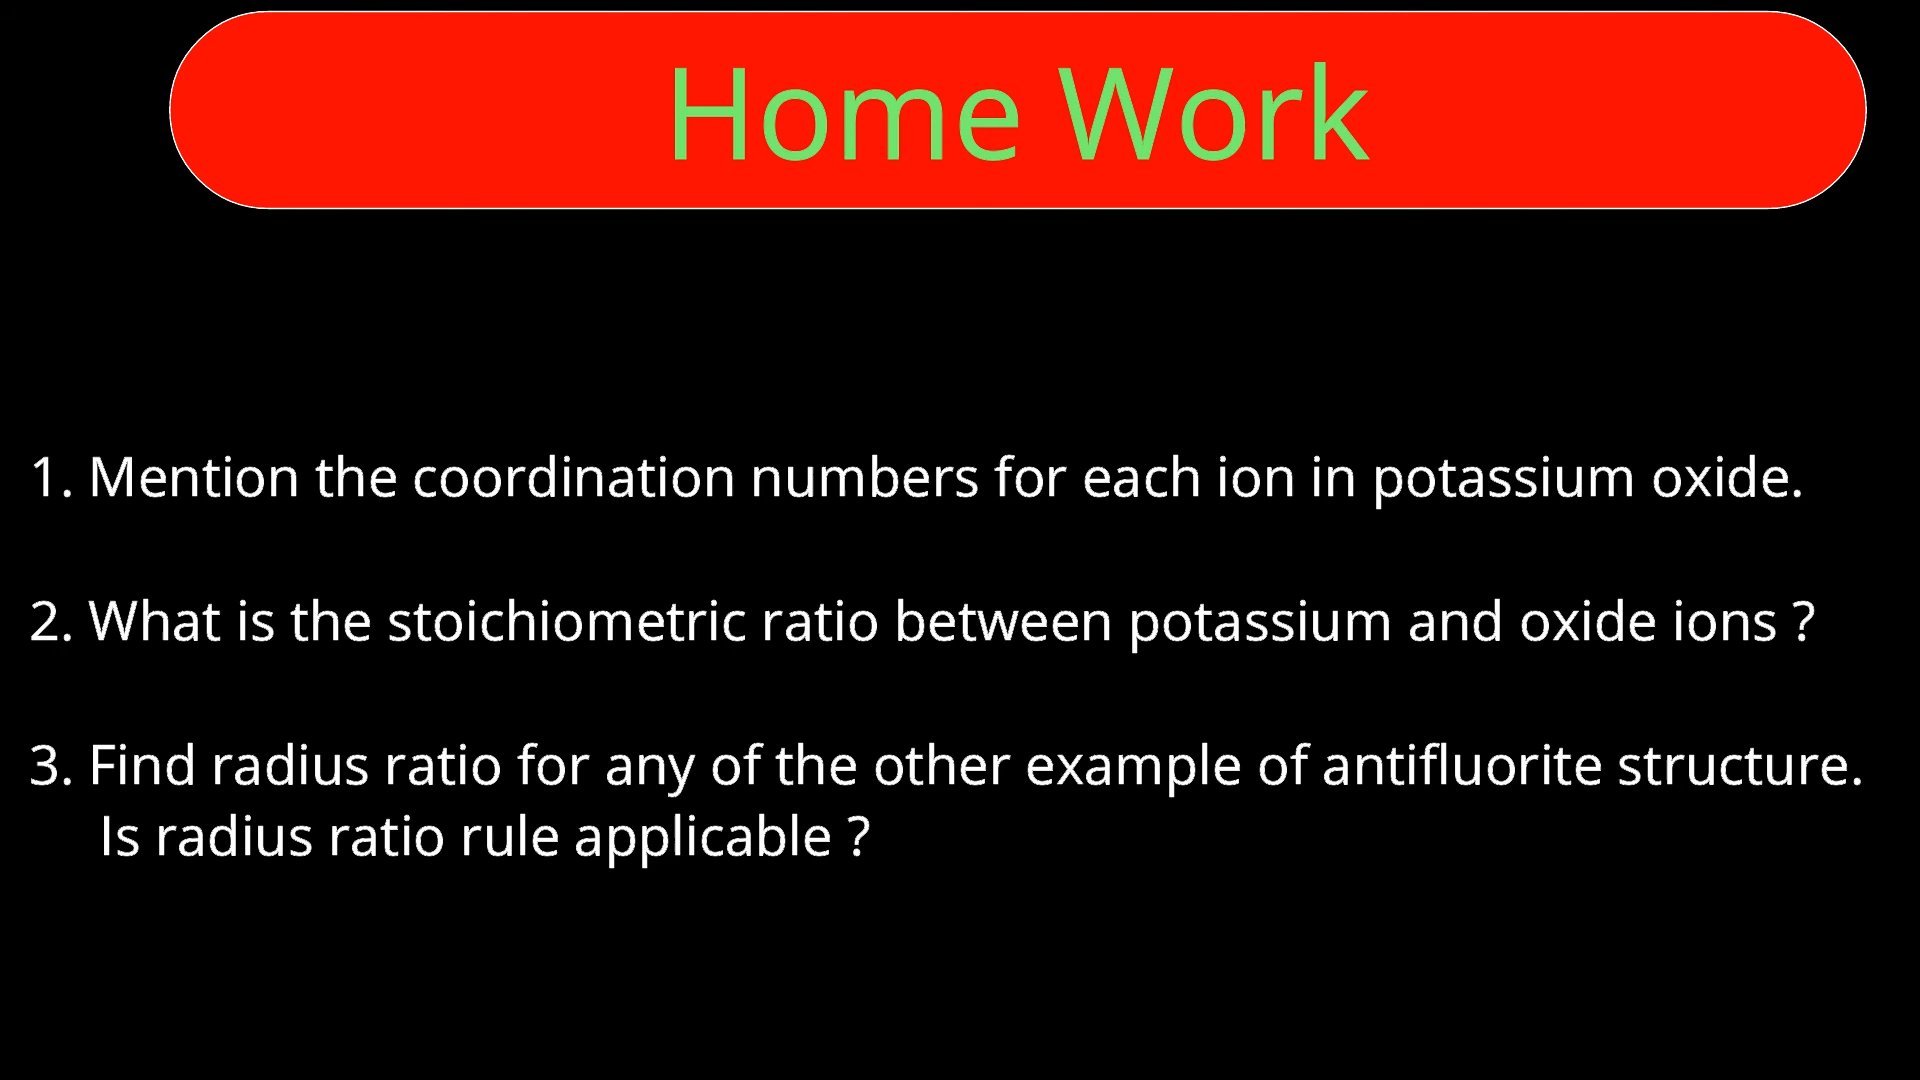 Home Work
1. Mention the coordination numbers for each ion in potassium oxide.
2. What is the stoichiometric ratio between potassium and oxide ions ?
3. Find radius ratio for any of the other example of antifluorite structure.
Is radius ratio rule applicable ?